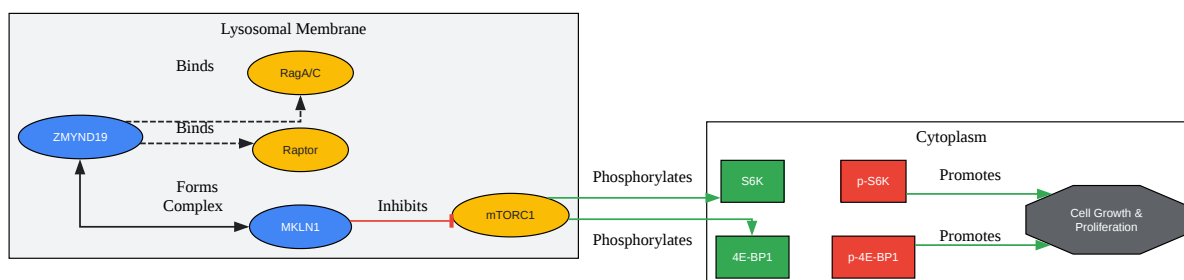 Lysosomal Membrane
Binds
RagA/C
ZMYND19
Binds
Raptor
Forms
Complex
MKLN1
Inhibits
mTORC1
Phosphorylates
Phosphorylates
Cytoplasm
S6K
p-S6K
Promotes
Cell Growth &
Proliferation
4E-BP1
p-4E-BP1
Promotes